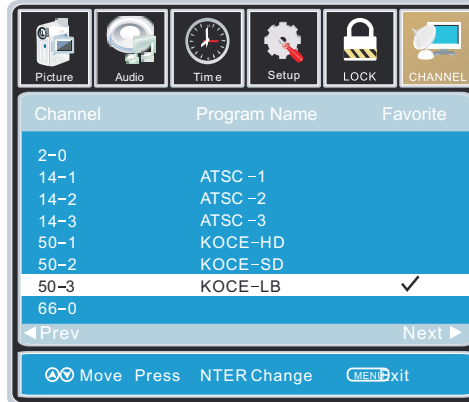 Picture Audio Time Setup LOCK CHANNEL
Channel Program Name Favorite
2-0
14-1 ATSC -1
14-2 ATSC -2
14-3 ATSC -3
50-1 KOCE-HD
50-2 KOCE-SD
50-3 KOCE-LB ✓
66-0
◀Prev Next ▶
Move Press NTER Change MENU Exit